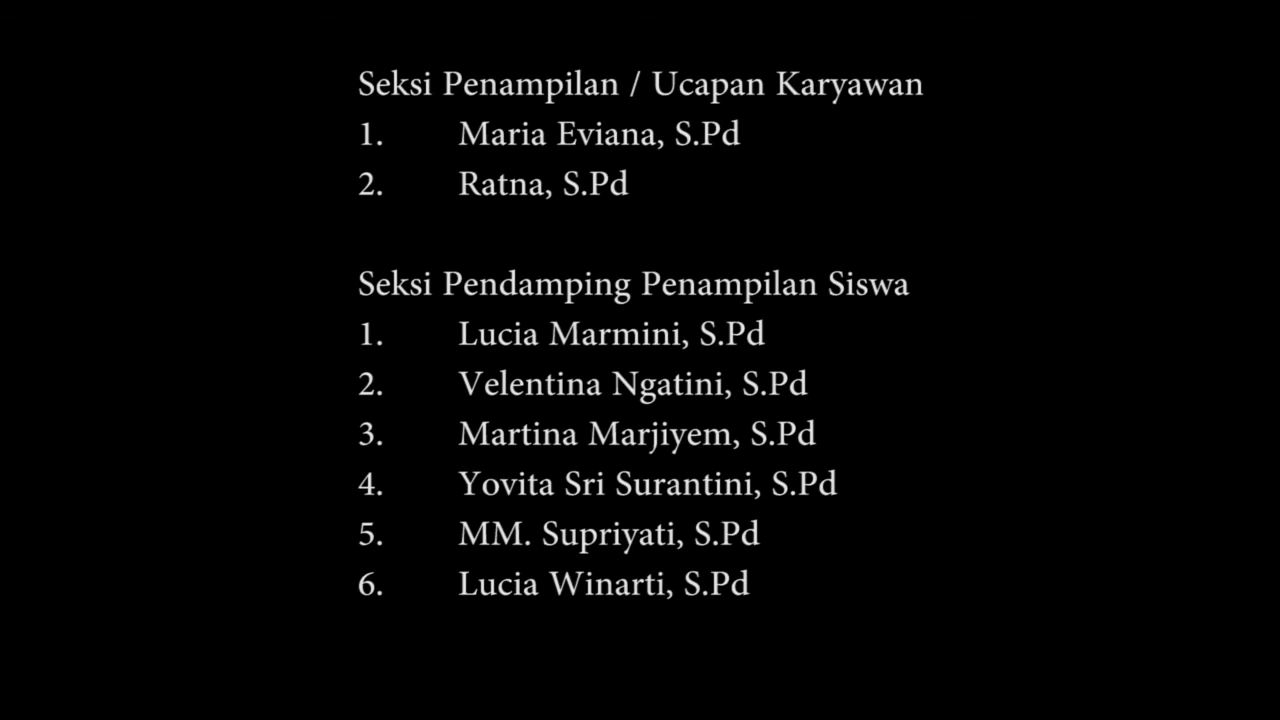 Seksi Penampilan / Ucapan Karyawan
1. Maria Eviana, S.Pd
2. Ratna, S.Pd
Seksi Pendamping Penampilan Siswa
1. Lucia Marmini, S.Pd
2. Velentina Ngatini, S.Pd
3. Martina Marjiyem, S.Pd
4. Yovita Sri Surantini, S.Pd
5. MM. Supriyati, S.Pd
6. Lucia Winarti, S.Pd